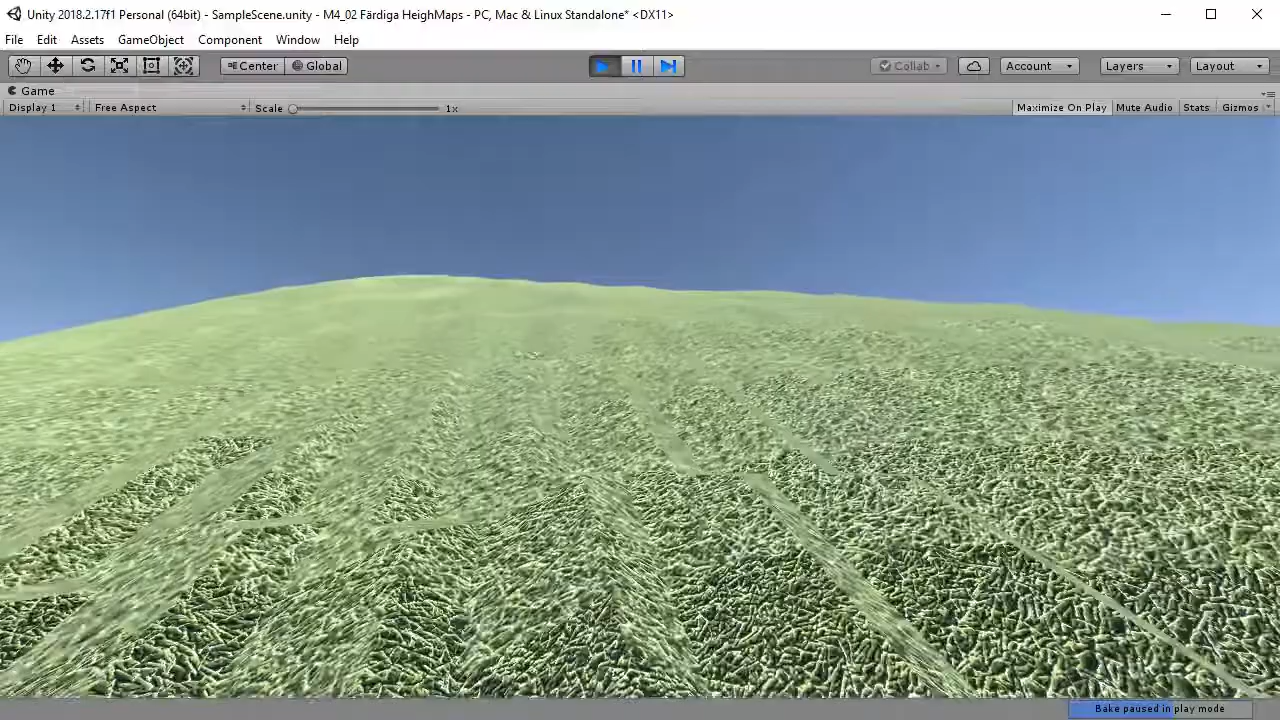 Unity 2018.2.17f1 Personal (64bit) - SampleScene.unity - M4_02 Färdiga HeighMaps - PC, Mac & Linux Standalone* <DX11>
File Edit Assets GameObject Component Window Help
Center Global Collab Account Layers Layout
Game
Display 1 Free Aspect Scale 1x Maximize On Play Mute Audio Stats Gizmos
Bake paused in play mode